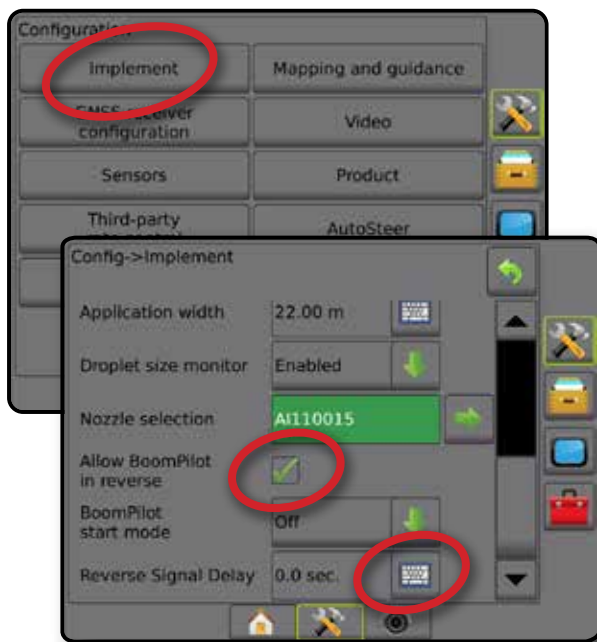 Configuration
Implement
Mapping and guidance
GNSS receiver
configuration
Video
Sensors
Product
Third-party
AutoSteer
Config->Implement
Application width
22.00 m
Droplet size monitor
Enabled
Nozzle selection
AI110015
Allow BoomPilot
in reverse
BoomPilot
start mode
Off
Reverse Signal Delay
0.0 sec.